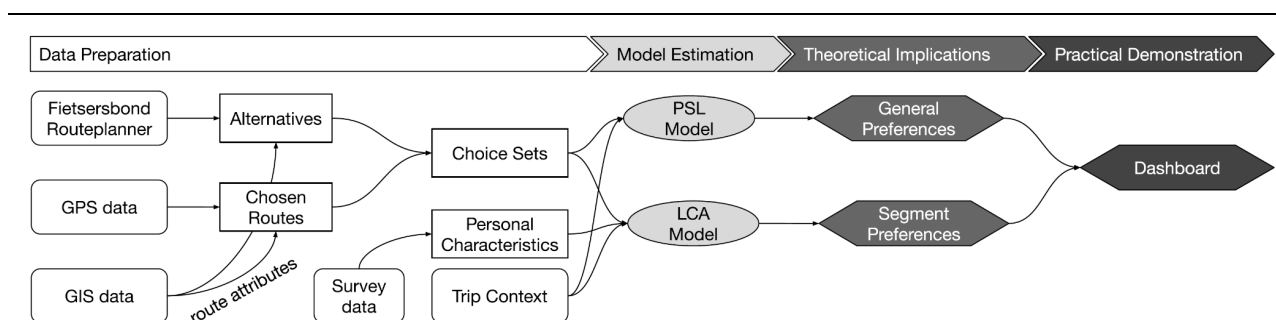 Data Preparation
Model Estimation
Theoretical Implications
Practical Demonstration
Fietsersbond
Routeplanner
Alternatives
PSL
Model
General
Preferences
Choice Sets
Dashboard
GPS data
Chosen
Routes
Personal
Characteristics
LCA
Model
Segment
Preferences
GIS data
route attributes
Survey
data
Trip Context